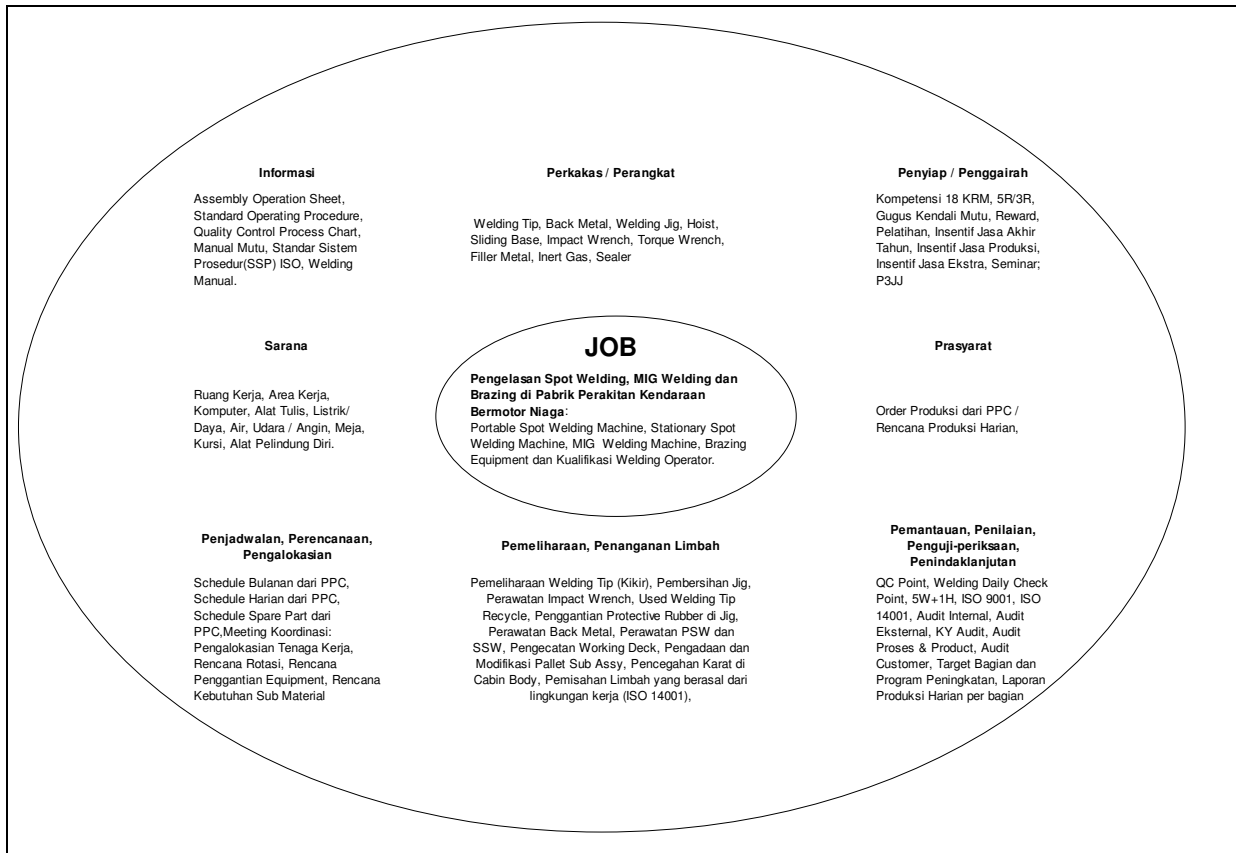 Informasi
Assembly Operation Sheet,
Standard Operating Procedure,
Quality Control Process Chart,
Manual Mutu, Standar Sistem
Prosedur(SSP) ISO, Welding
Manual.
Perkakas / Perangkat
Welding Tip, Back Metal, Welding Jig, Hoist,
Sliding Base, Impact Wrench, Torque Wrench,
Filler Metal, Inert Gas, Sealer
Penyiap / Penggairah
Kompetensi 18 KRM, 5R/3R,
Gugus Kendali Mutu, Reward,
Pelatihan, Insentif Jasa Akhir
Tahun, Insentif Jasa Produksi,
Insentif Jasa Ekstra, Seminar;
P3JJ
Sarana
Ruang Kerja, Area Kerja,
Komputer, Alat Tulis, Listrik/
Daya, Air, Udara / Angin, Meja,
Kursi, Alat Pelindung Diri.
JOB
Pengelasan Spot Welding, MIG Welding dan
Brazing di Pabrik Perakitan Kendaraan
Bermotor Niaga:
Portable Spot Welding Machine, Stationary Spot
Welding Machine, MIG Welding Machine, Brazing
Equipment dan Kualifikasi Welding Operator.
Prasyarat
Order Produksi dari PPC /
Rencana Produksi Harian,
Penjadwalan, Perencanaan,
Pengalokasian
Schedule Bulanan dari PPC,
Schedule Harian dari PPC,
Schedule Spare Part dari
PPC,Meeting Koordinasi:
Pengalokasian Tenaga Kerja,
Rencana Rotasi, Rencana
Penggantian Equipment, Rencana
Kebutuhan Sub Material
Pemeliharaan, Penanganan Limbah
Pemeliharaan Welding Tip (Kikir), Pembersihan Jig,
Perawatan Impact Wrench, Used Welding Tip
Recycle, Penggantian Protective Rubber di Jig,
Perawatan Back Metal, Perawatan PSW dan
SSW, Pengecatan Working Deck, Pengadaan dan
Modifikasi Pallet Sub Assy, Pencegahan Karat di
Cabin Body, Pemisahan Limbah yang berasal dari
lingkungan kerja (ISO 14001),
Pemantauan, Penilaian,
Penguji-periksaan,
Penindaklanjutan
QC Point, Welding Daily Check
Point, 5W+1H, ISO 9001, ISO
14001, Audit Internal, Audit
Eksternal, KY Audit, Audit
Proses & Product, Audit
Customer, Target Bagian dan
Program Peningkatan, Laporan
Produksi Harian per bagian